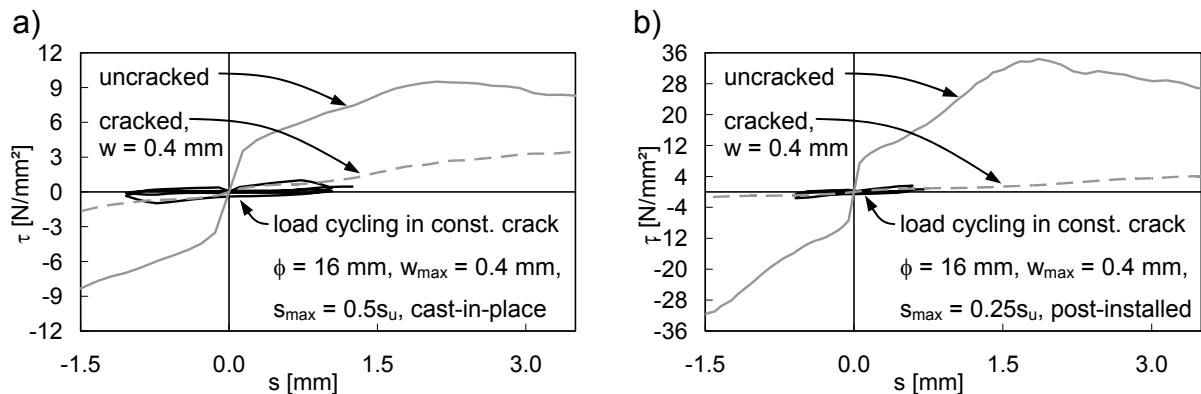 a)
12
9
6
3
0
-3
-6
-9
-12
τ [N/mm²]
uncracked
cracked,
w = 0.4 mm
load cycling in const. crack
ϕ = 16 mm, wmax = 0.4 mm,
smax = 0.5su, cast-in-place
-1.5
0.0
1.5
3.0
s [mm]
b)
36
28
20
12
4
-4
-12
-20
-28
-36
τ [N/mm²]
uncracked
cracked,
w = 0.4 mm
load cycling in const. crack
ϕ = 16 mm, wmax = 0.4 mm,
smax = 0.25su, post-installed
-1.5
0.0
1.5
3.0
s [mm]